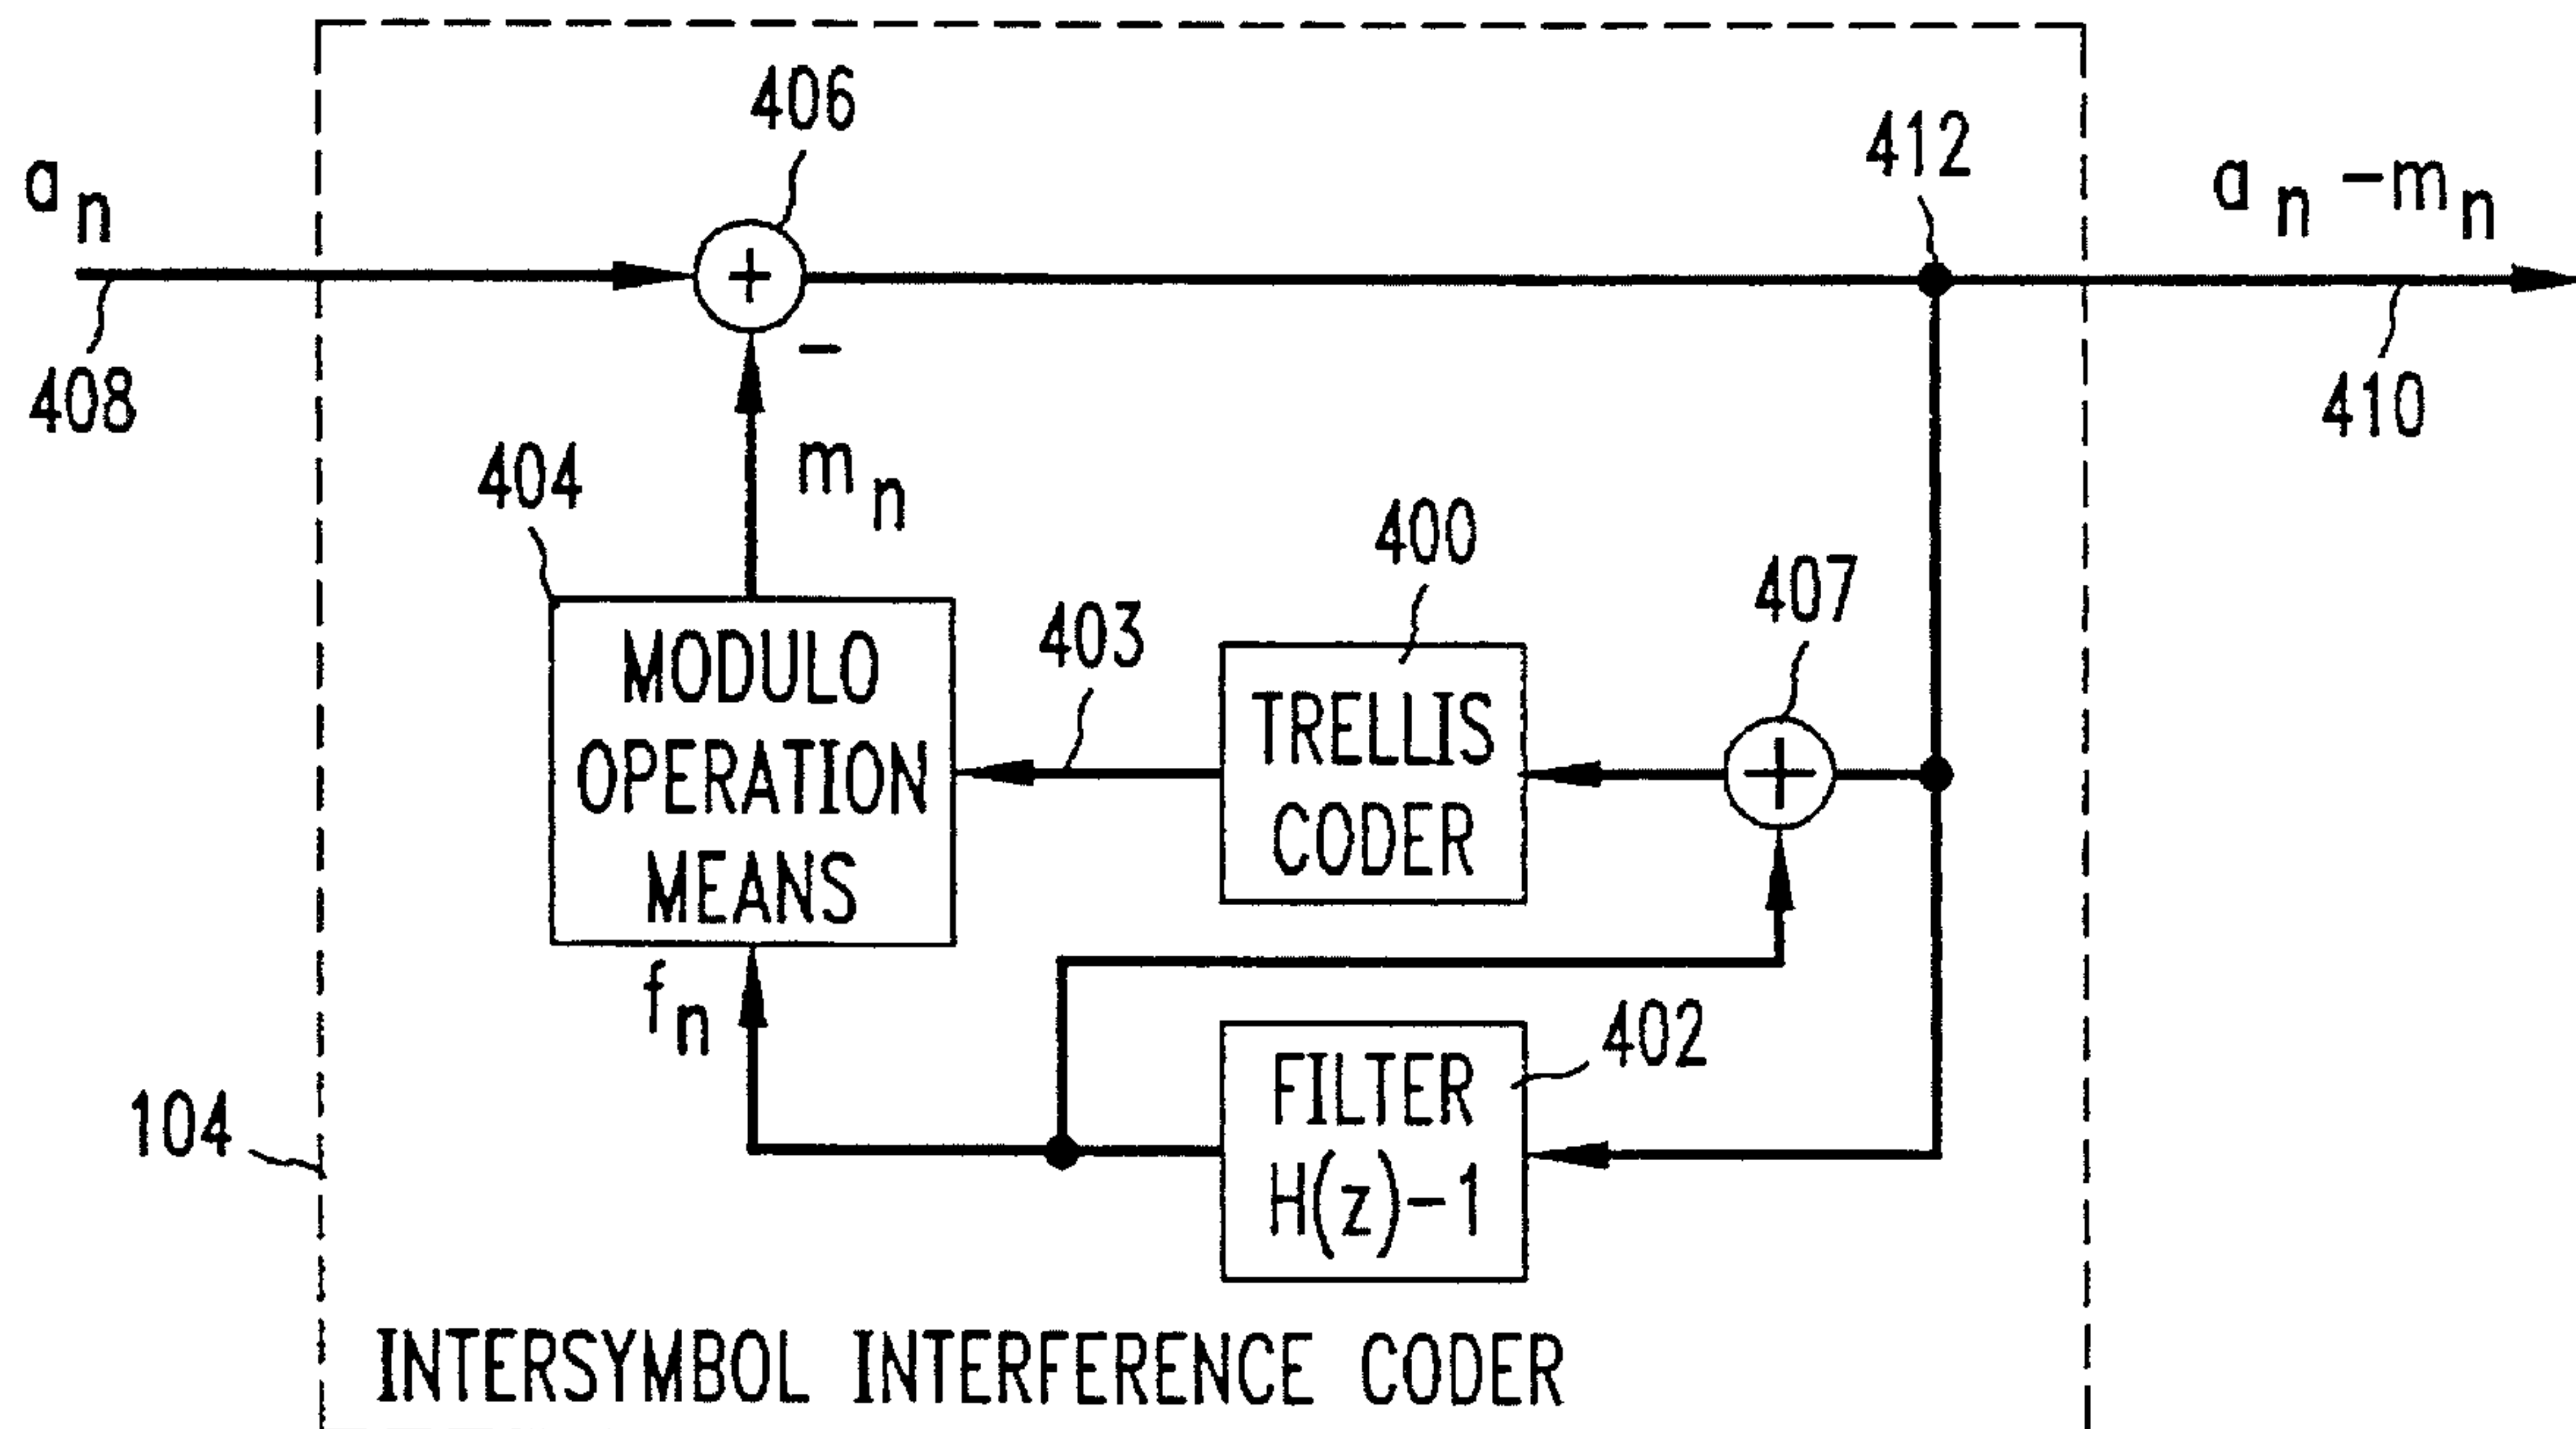 406
412
a n
a n -m n
408
410
-
+
m n
404
400
407
403
MODULO
OPERATION
MEANS
TRELLIS
CODER
+
f n
402
FILTER
H(z)-1
104
INTERSYMBOL INTERFERENCE CODER